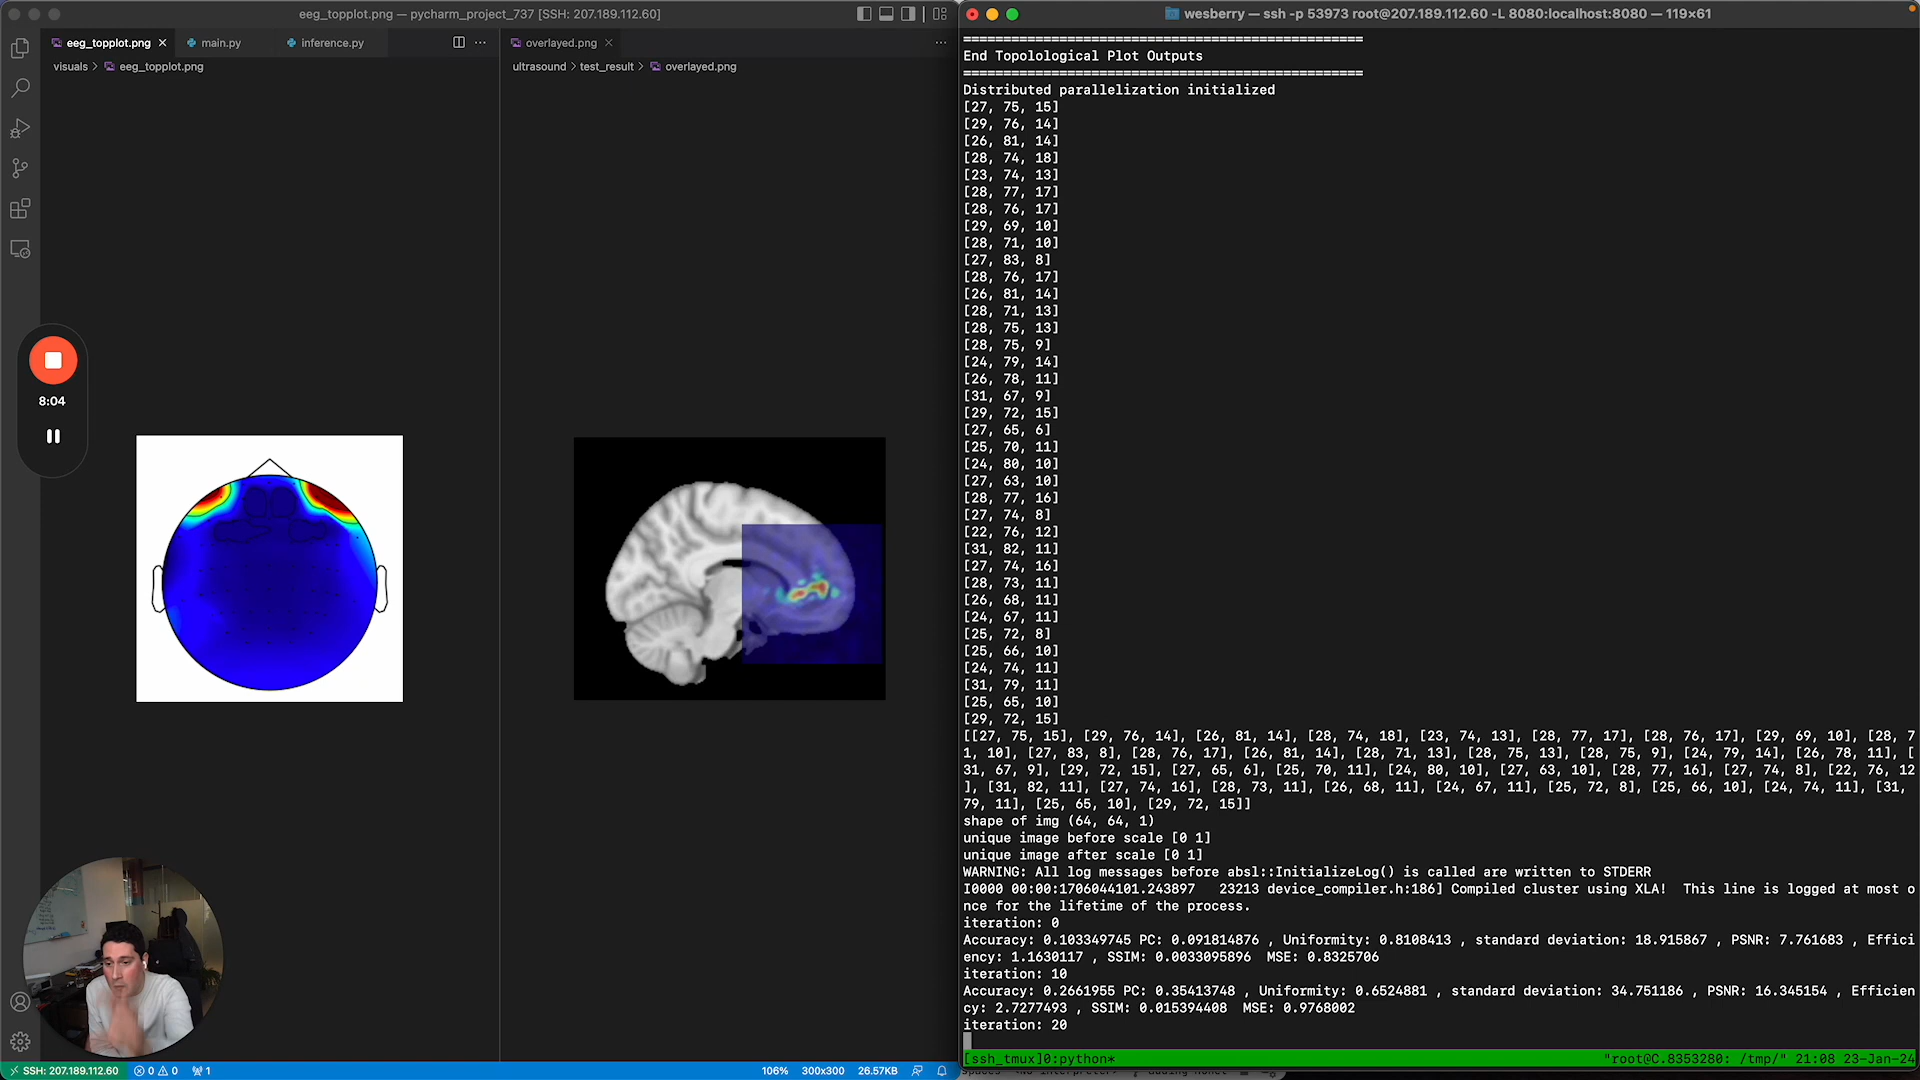 eeg_topplot.png — pycharm_project_737 [SSH: 207.189.112.60]
eeg_topplot.png
main.py
inference.py
overlayed.png
visuals > eeg_topplot.png
ultrasound > test_result > overlayed.png
8:04
SSH: 207.189.112.60
0
0
1
106%
300x300
26.57KB
wesberry — ssh -p 53973 root@207.189.112.60 -L 8080:localhost:8080 — 119×61
==================================================
End Topolological Plot Outputs
==================================================
Distributed parallelization initialized
[27, 75, 15]
[29, 76, 14]
[26, 81, 14]
[28, 74, 18]
[23, 74, 13]
[28, 77, 17]
[28, 76, 17]
[29, 69, 10]
[28, 71, 10]
[27, 83, 8]
[28, 76, 17]
[26, 81, 14]
[28, 71, 13]
[28, 75, 13]
[28, 75, 9]
[24, 79, 14]
[26, 78, 11]
[31, 67, 9]
[29, 72, 15]
[27, 65, 6]
[25, 70, 11]
[24, 80, 10]
[27, 63, 10]
[28, 77, 16]
[27, 74, 8]
[22, 76, 12]
[31, 82, 11]
[27, 74, 16]
[28, 73, 11]
[26, 68, 11]
[24, 67, 11]
[25, 72, 8]
[25, 66, 10]
[24, 74, 11]
[31, 79, 11]
[25, 65, 10]
[29, 72, 15]
[[27, 75, 15], [29, 76, 14], [26, 81, 14], [28, 74, 18], [23, 74, 13], [28, 77, 17], [28, 76, 17], [29, 69, 10], [28, 7
1, 10], [27, 83, 8], [28, 76, 17], [26, 81, 14], [28, 71, 13], [28, 75, 13], [28, 75, 9], [24, 79, 14], [26, 78, 11], [
31, 67, 9], [29, 72, 15], [27, 65, 6], [25, 70, 11], [24, 80, 10], [27, 63, 10], [28, 77, 16], [27, 74, 8], [22, 76, 12
], [31, 82, 11], [27, 74, 16], [28, 73, 11], [26, 68, 11], [24, 67, 11], [25, 72, 8], [25, 66, 10], [24, 74, 11], [31,
79, 11], [25, 65, 10], [29, 72, 15]]
shape of img (64, 64, 1)
unique image before scale [0 1]
unique image after scale [0 1]
WARNING: All log messages before absl::InitializeLog() is called are written to STDERR
I0000 00:00:1706044101.243897   23213 device_compiler.h:186] Compiled cluster using XLA!  This line is logged at most o
nce for the lifetime of the process.
iteration: 0
Accuracy: 0.103349745 PC: 0.091814876 , Uniformity: 0.8108413 , standard deviation: 18.915867 , PSNR: 7.761683 , Effici
ency: 1.1630117 , SSIM: 0.0033095896  MSE: 0.8325706
iteration: 10
Accuracy: 0.2661955 PC: 0.35413748 , Uniformity: 0.6524881 , standard deviation: 34.751186 , PSNR: 16.345154 , Efficien
cy: 2.7277493 , SSIM: 0.015394408  MSE: 0.9768002
iteration: 20
[ssh_tmux]0:python*
"root@C.8353280: /tmp/" 21:08 23-Jan-24